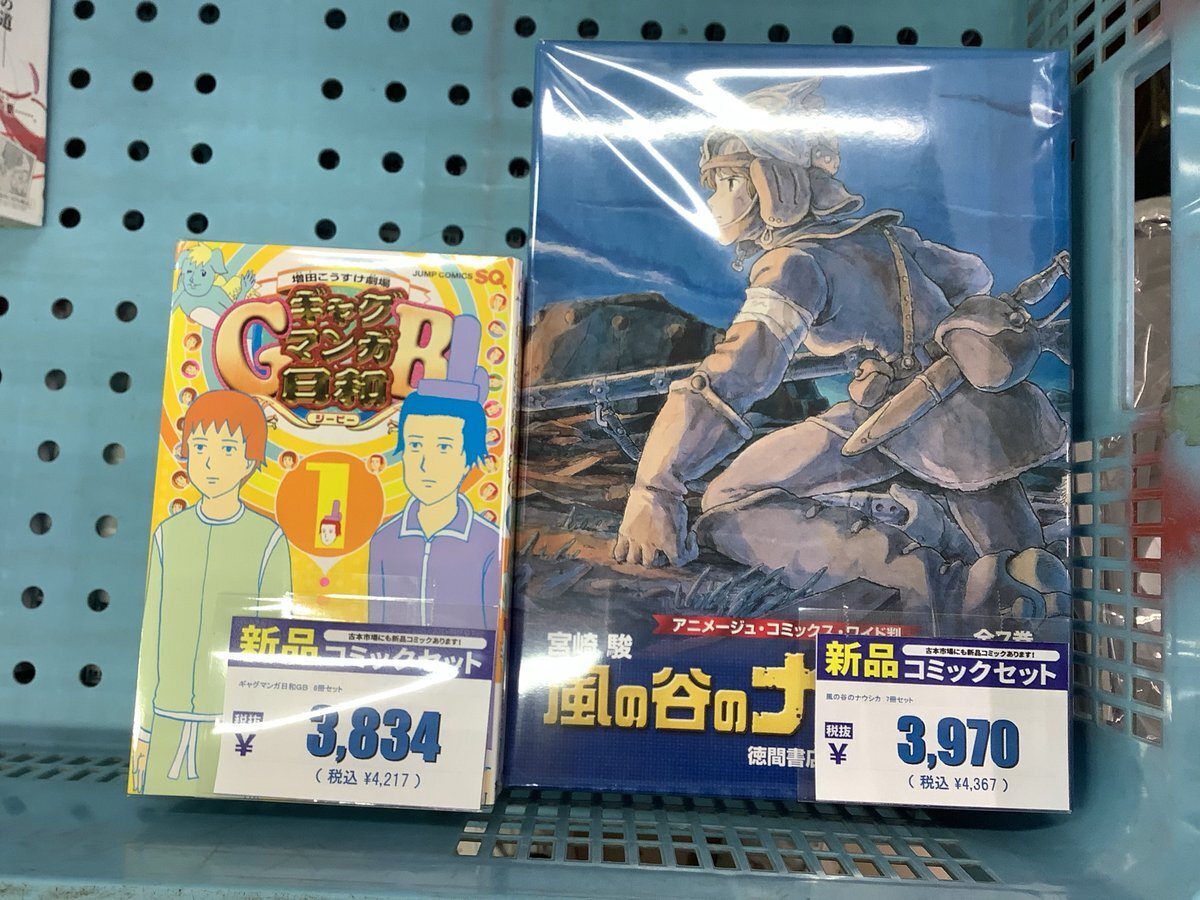 の
道
増田こうすけ劇場
JUMP COMICS SQ.
G
ギャグ
マンガ
日和
B
ジービー
1
新品
古本市場にも新品コミックあります!
コミックセット
ギャグマンガ日和GB 8冊セット
税抜
¥
3,834
(税込 ¥4,217)
アニメージュ・コミックス・ワイド判
全7巻
宮崎 駿
風の谷のナ
徳間書店
新品
古本市場にも新品コミックあります!
コミックセット
風の谷のナウシカ 7冊セット
税抜
¥
3,970
(税込 ¥4,367)